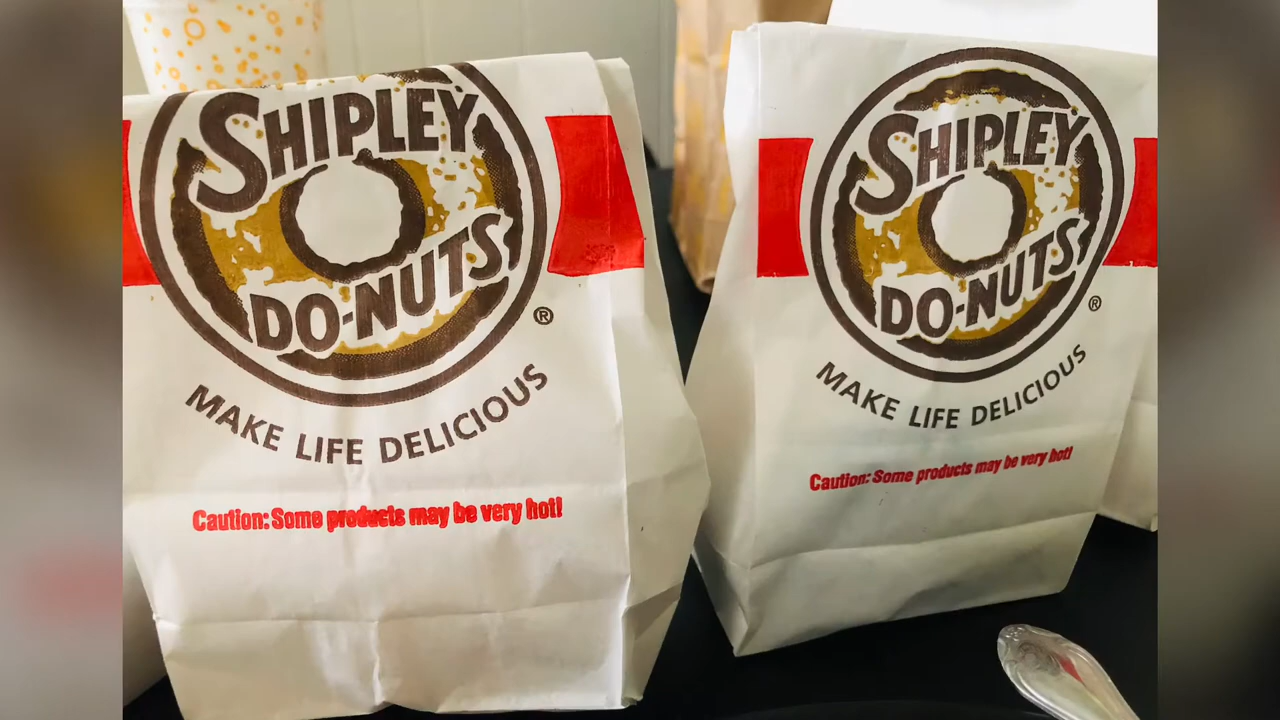 SHIPLEY
DO-NUTS
®
MAKE LIFE DELICIOUS
Caution: Some products may be very hot!
SHIPLEY
DO-NUTS
®
MAKE LIFE DELICIOUS
Caution: Some products may be very hot!